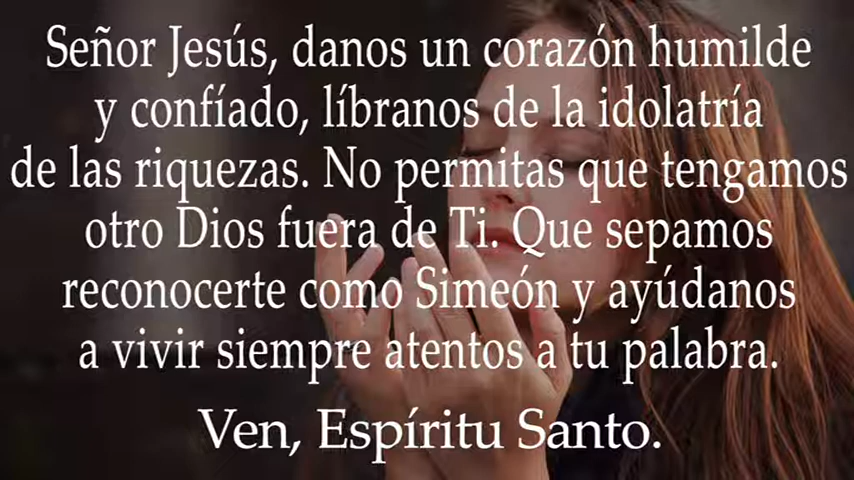 Señor Jesús, danos un corazón humilde
y confíado, líbranos de la idolatría
de las riquezas. No permitas que tengamos
otro Dios fuera de Ti. Que sepamos
reconocerte como Simeón y ayúdanos
a vivir siempre atentos a tu palabra.
Ven, Espíritu Santo.